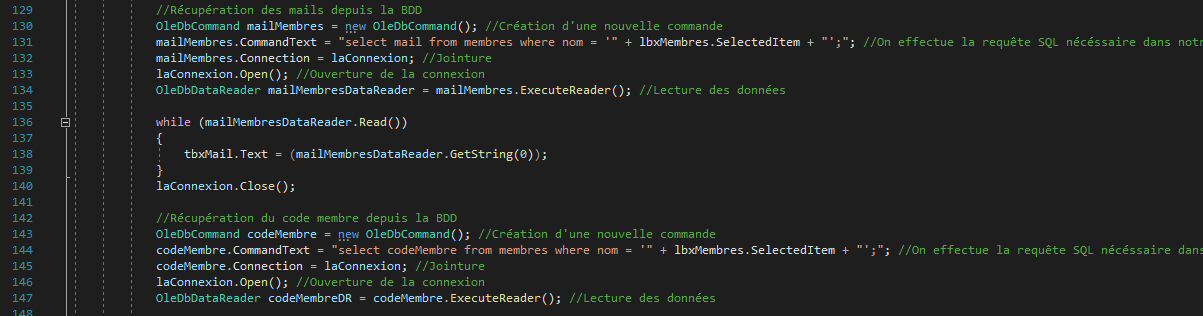 129 //Récupération des mails depuis la BDD
130 OleDbCommand mailMembres = new OleDbCommand(); //Création d'une nouvelle commande
131 mailMembres.CommandText = "select mail from membres where nom = '" + lbxMembres.SelectedItem + "';"; //On effectue la requête SQL nécéssaire dans notr
132 mailMembres.Connection = laConnexion; //Jointure
133 laConnexion.Open(); //Ouverture de la connexion
134 OleDbDataReader mailMembresDataReader = mailMembres.ExecuteReader(); //Lecture des données
135
136 while (mailMembresDataReader.Read())
137 {
138 tbxMail.Text = (mailMembresDataReader.GetString(0));
139 }
140 laConnexion.Close();
141
142 //Récupération du code membre depuis la BDD
143 OleDbCommand codeMembre = new OleDbCommand(); //Création d'une nouvelle commande
144 codeMembre.CommandText = "select codeMembre from membres where nom = '" + lbxMembres.SelectedItem + "';"; //On effectue la requête SQL nécéssaire dans
145 codeMembre.Connection = laConnexion; //Jointure
146 laConnexion.Open(); //Ouverture de la connexion
147 OleDbDataReader codeMembreDR = codeMembre.ExecuteReader(); //Lecture des données
148